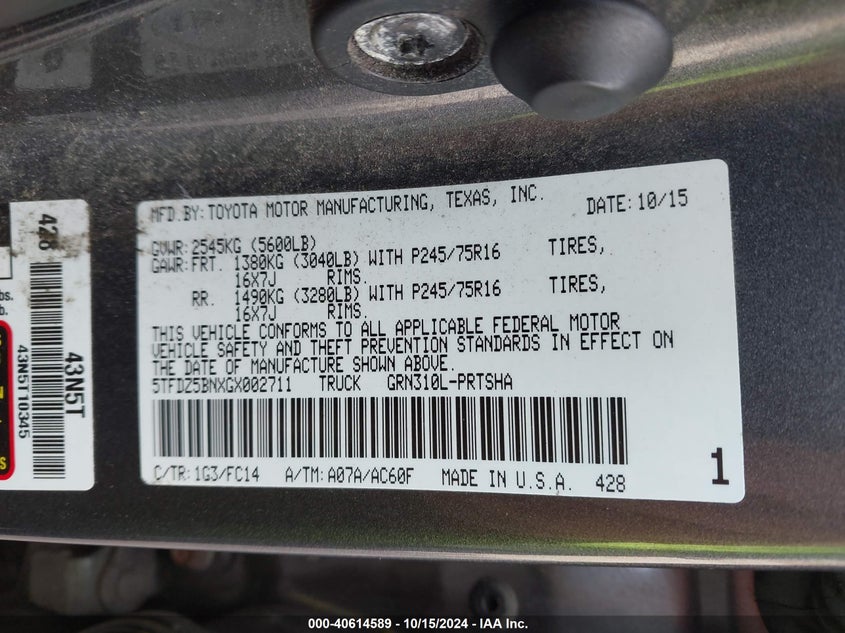 MFD.BY: TOYOTA MOTOR MANUFACTURING, TEXAS, INC. DATE: 10/15
GVWR: 2545KG (5600LB)
GAWR: FRT. 1380KG (3040LB) WITH P245/75R16 TIRES,
16X7J RIMS.
RR. 1490KG (3280LB) WITH P245/75R16 TIRES,
16X7J RIMS.
THIS VEHICLE CONFORMS TO ALL APPLICABLE FEDERAL MOTOR
VEHICLE SAFETY AND THEFT PREVENTION STANDARDS IN EFFECT ON
THE DATE OF MANUFACTURE SHOWN ABOVE.
5TFDZ5BNXGX002711 TRUCK GRN310L-PRTSHA
C/TR: 1G3/FC14 A/TM: A07A/AC60F MADE IN U.S.A. 428 1
428
43N5T
43N5T10345
bs.
b.
000-40614589 - 10/15/2024 - IAA Inc.